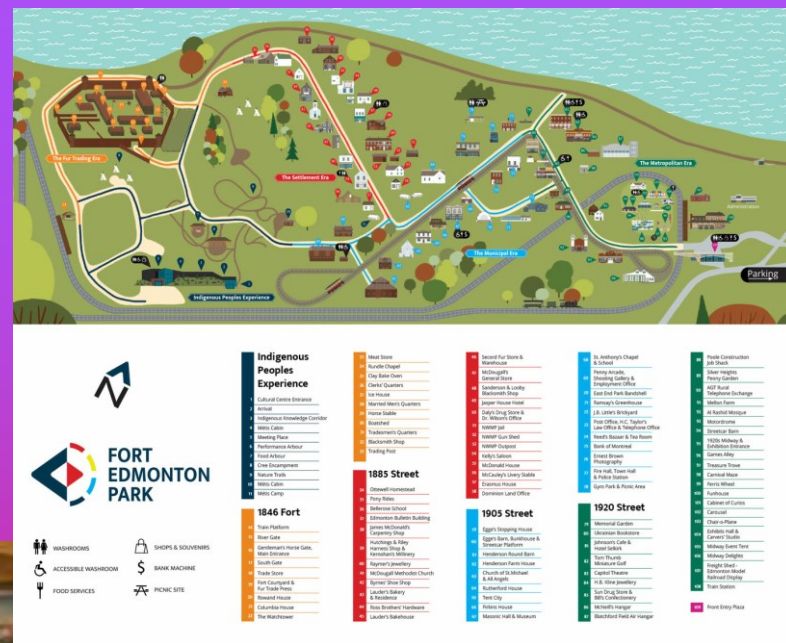 The Fur Trading Era
The Settlement Era
The Metropolitan Era
The Municipal Era
Indigenous Peoples Experience
Parking
N
FORT
EDMONTON
PARK
WASHROOMS
SHOPS & SOUVENIRS
ACCESSIBLE WASHROOM
BANK MACHINE
FOOD SERVICES
PICNIC SITE
Indigenous
Peoples
Experience
1 Cultural Centre Entrance
2 Arrival
3 Indigenous Knowledge Corridor
4 Métis Cabin
5 Meeting Place
6 Performance Arbour
7 Food Arbour
8 Cree Encampment
9 Nature Trails
10 Métis Cabin
11 Métis Camp
1846 Fort
Train Platform
River Gate
Gentleman's Horse Gate,
Main Entrance
South Gate
Trade Store
Fort Courtyard &
Fur Trade Press
Rowand House
Columbia House
The Watchtower
Meat Store
Rundle Chapel
Clay Bake Oven
Clerks' Quarters
Ice House
Married Men's Quarters
Horse Stable
Boatshed
Tradesmen's Quarters
Blacksmith Shop
Trading Post
1885 Street
Ottewell Homestead
Pony Rides
Bellerose School
Edmonton Bulletin Building
James McDonald's
Carpentry Shop
Hutchings & Riley
Harness Shop &
Kernahan's Millinery
Raymer's Jewellery
McDougall Methodist Church
Byrnes' Shoe Shop
Lauder's Bakery
& Residence
Ross Brothers' Hardware
Lauder's Bakehouse
Second Fur Store &
Warehouse
McDougall's
General Store
Sanderson & Looby
Blacksmith Shop
Jasper House Hotel
Daly's Drug Store &
Dr. Wilson's Office
NWMP Jail
NWMP Gun Shed
NWMP Outpost
Kelly's Saloon
McDonald House
McCauley's Livery Stable
Erasmus House
Dominion Land Office
1905 Street
Egge's Stopping House
Egge's Barn, Bunkhouse &
Streetcar Platform
Henderson Round Barn
Henderson Farm House
Church of St.Michael
& All Angels
Rutherford House
Tent City
Peters House
Masonic Hall & Museum
St. Anthony's Chapel
& School
Penny Arcade,
Shooting Gallery &
Employment Office
East End Park Bandshell
Ramsay's Greenhouse
J.B. Little's Brickyard
Post Office, H.C. Taylor's
Law Office & Telephone Office
Reed's Bazaar & Tea Room
Bank of Montreal
Ernest Brown
Photography
Fire Hall, Town Hall
& Police Station
Gyro Park & Picnic Area
1920 Street
Memorial Garden
Ukrainian Bookstore
Johnson's Cafe &
Hotel Selkirk
Tom Thumb
Miniature Golf
Capitol Theatre
H.B. Kline Jewellery
Sun Drug Store &
Bill's Confectionery
McNeill's Hangar
Blatchford Field Air Hangar
Poole Construction
Job Shack
Silver Heights
Peony Garden
AGT Rural
Telephone Exchange
Mellon Farm
Al Rashid Mosque
Motordrome
Streetcar Barn
1920s Midway &
Exhibition Entrance
Games Alley
Treasure Trove
Carnival Maze
Ferris Wheel
Funhouse
Cabinet of Curios
Carousel
Chair-o-Plane
Exhibits Hall &
Carvers' Studio
Midway Event Tent
Midway Delights
Freight Shed -
Edmonton Model
Railroad Display
Train Station
Front Entry Plaza